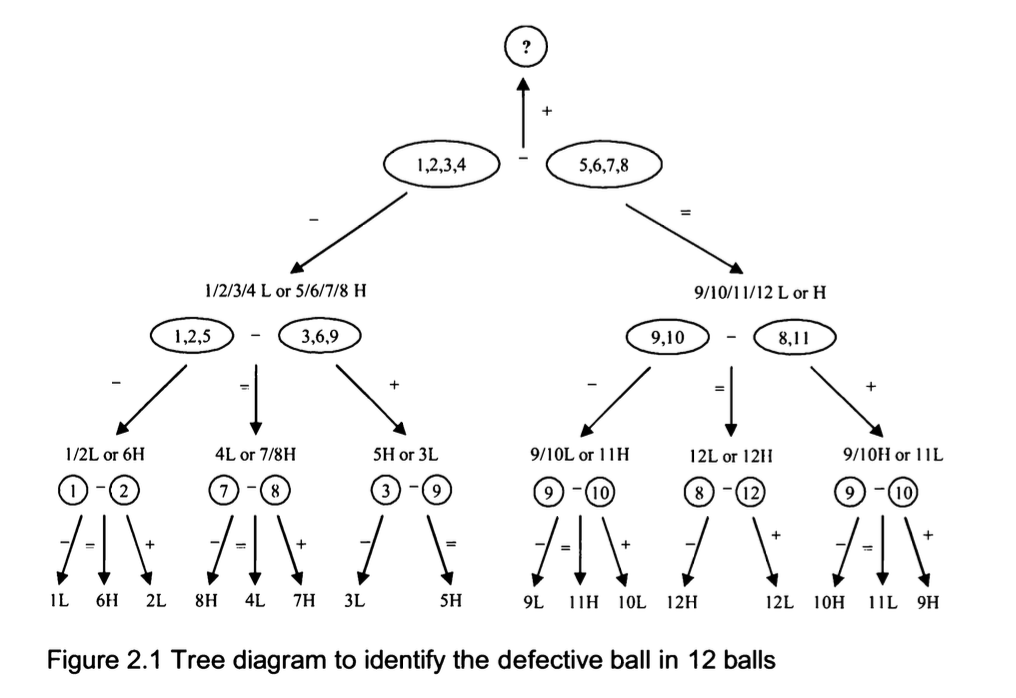 ?
+
1,2,3,4 - 5,6,7,8
- =
1/2/3/4 L or 5/6/7/8 H 9/10/11/12 L or H
1,2,5 - 3,6,9 9,10 - 8,11
- = + - = +
1/2L or 6H 4L or 7/8H 5H or 3L 9/10L or 11H 12L or 12H 9/10H or 11L
1 - 2 7 - 8 3 - 9 9 - 10 8 - 12 9 - 10
- = + - = + - = - = + - + - = +
1L 6H 2L 8H 4L 7H 3L 5H 9L 11H 10L 12H 12L 10H 11L 9H
Figure 2.1 Tree diagram to identify the defective ball in 12 balls